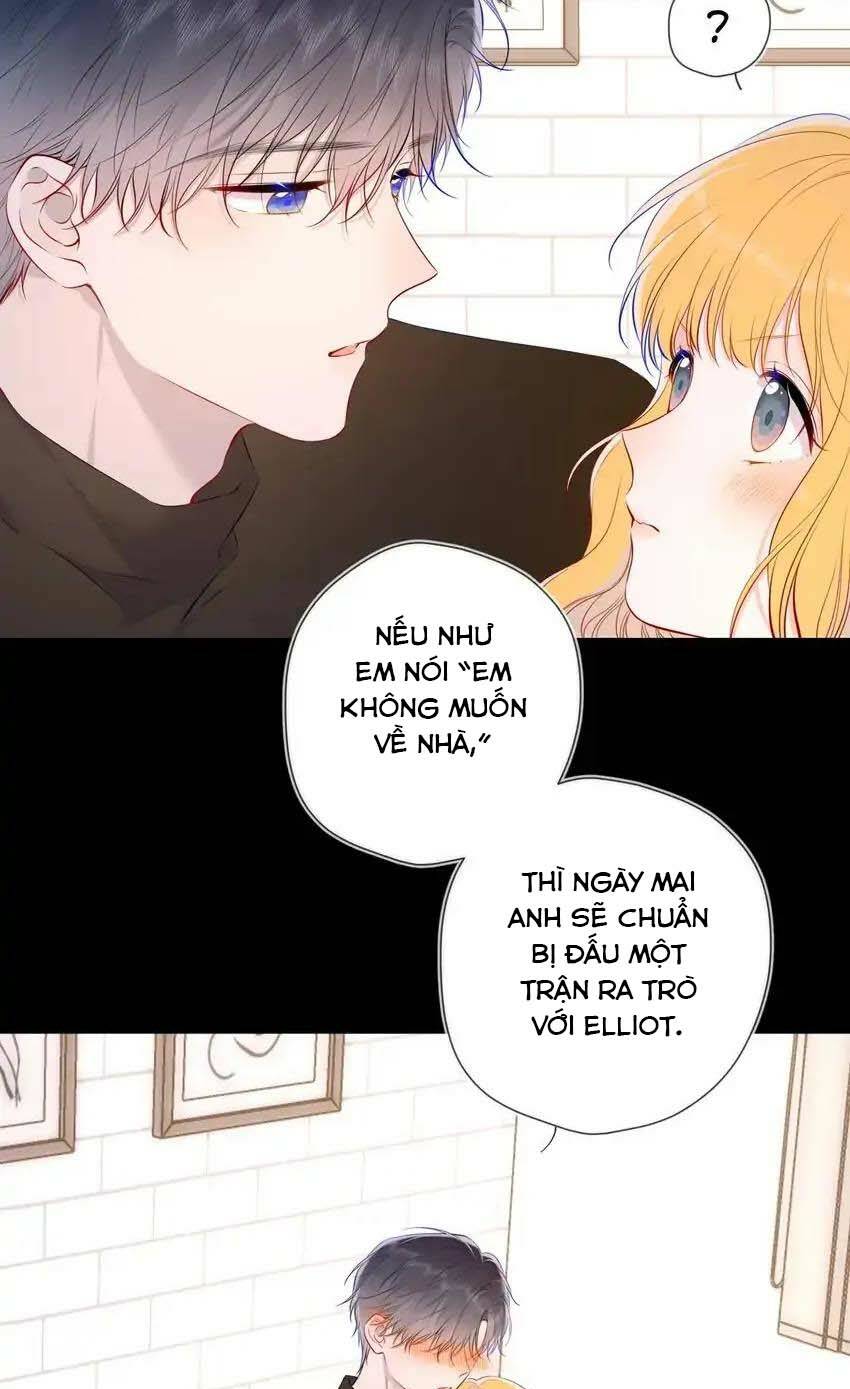 ?
NẾU NHƯ
EM NÓI “EM
KHÔNG MUỐN
VỀ NHÀ,”
THÌ NGÀY MAI
ANH SẼ CHUẨN
BỊ ĐẤU MỘT
TRẬN RA TRÒ
VỚI ELLIOT.